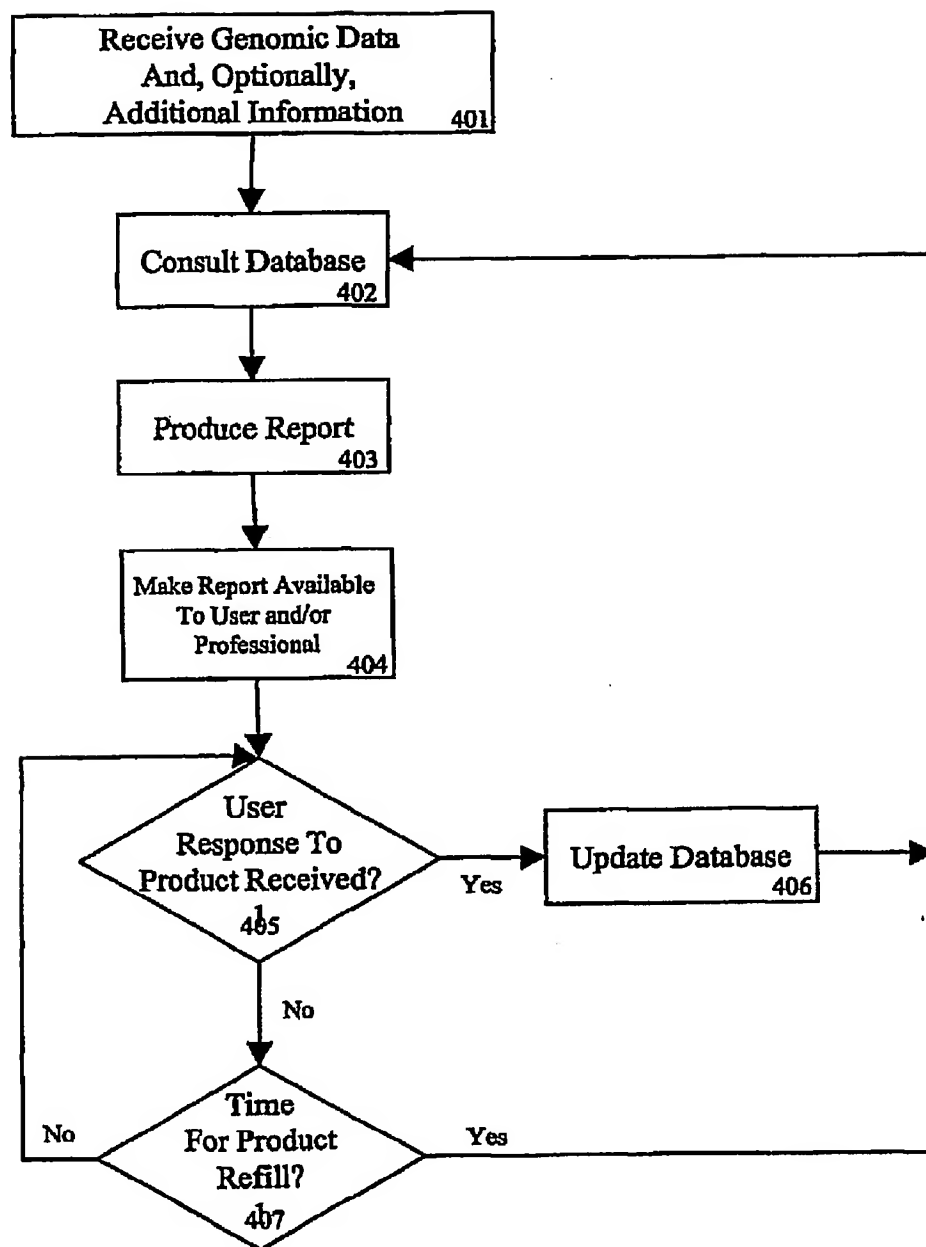 Receive Genomic Data
And, Optionally,
Additional Information
401
Consult Database
402
Produce Report
403
Make Report Available
To User and/or
Professional
404
User
Response To
Product Received?
1
405
Yes
Update Database
406
No
Time
For Product
Refill?
1
407
No
Yes